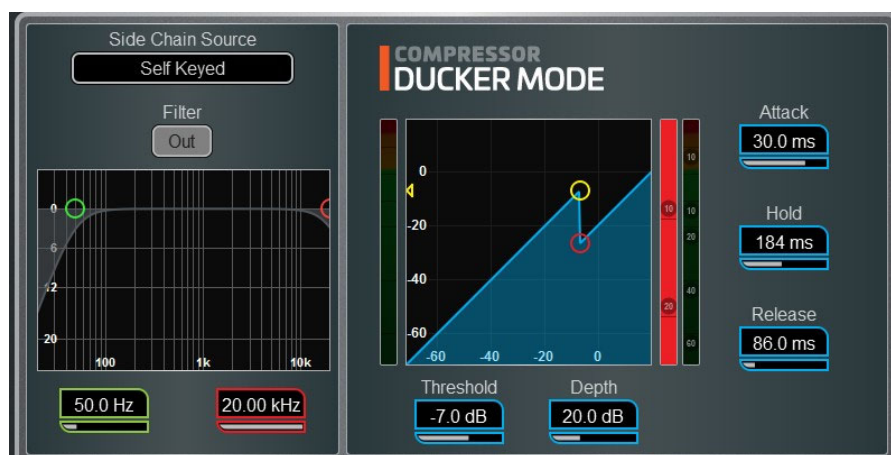 Side Chain Source
Self Keyed
Filter
Out
0
6
12
20
100 1k 10k
50.0 Hz 20.00 kHz
COMPRESSOR
DUCKER MODE
0
-20
-40
-60
-60 -40 -20 0
10
20
10
10
20
40
60
Threshold Depth
-7.0 dB 20.0 dB
Attack
30.0 ms
Hold
184 ms
Release
86.0 ms